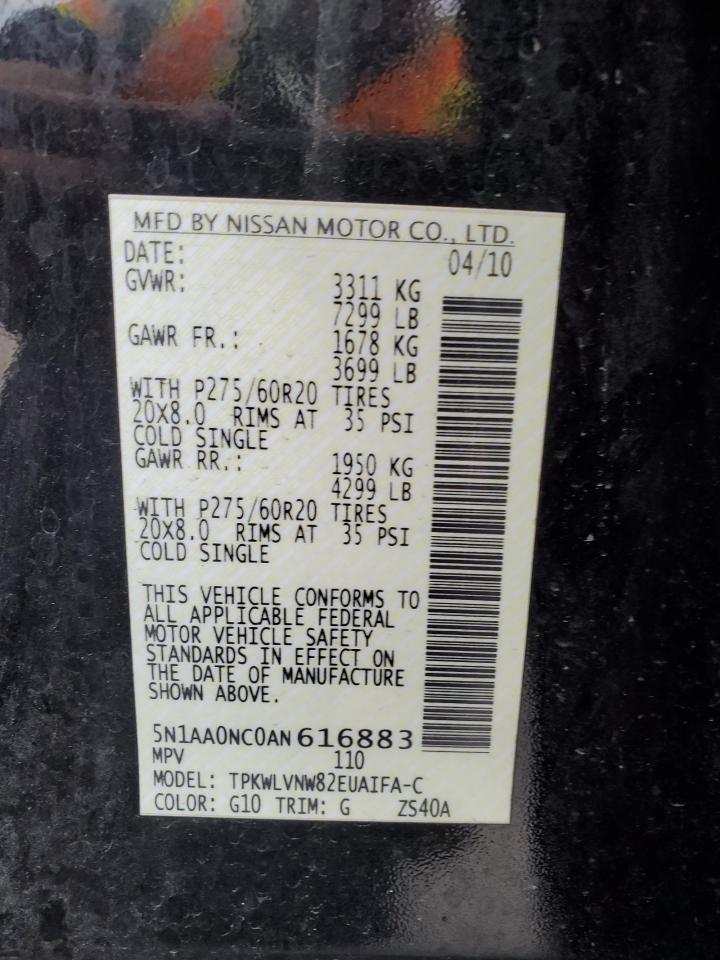 MFD BY NISSAN MOTOR CO., LTD.
DATE: 04/10
GVWR: 3311 KG
7299 LB
GAWR FR.: 1678 KG
3699 LB
WITH P275/60R20 TIRES
20X8.0 RIMS AT 35 PSI
COLD SINGLE
GAWR RR.: 1950 KG
4299 LB
WITH P275/60R20 TIRES
20X8.0 RIMS AT 35 PSI
COLD SINGLE
THIS VEHICLE CONFORMS TO
ALL APPLICABLE FEDERAL
MOTOR VEHICLE SAFETY
STANDARDS IN EFFECT ON
THE DATE OF MANUFACTURE
SHOWN ABOVE.
5N1AA0NC0AN616883
MPV 110
MODEL: TPKWLVNW82EUAIFA-C
COLOR: G10 TRIM: G ZS40A